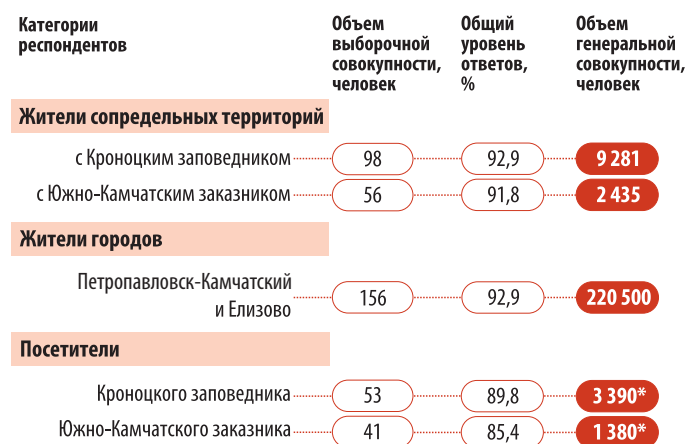 Категории
респондентов
Объем
выборочной
совокупности,
человек
Общий
уровень
ответов,
%
Объем
генеральной
совокупности,
человек
Жители сопредельных территорий
с Кроноцким заповедником 98 92,9 9 281
с Южно-Камчатским заказником 56 91,8 2 435
Жители городов
Петропавловск-Камчатский
и Елизово 156 92,9 220 500
Посетители
Кроноцкого заповедника 53 89,8 3 390*
Южно-Камчатского заказника 41 85,4 1 380*